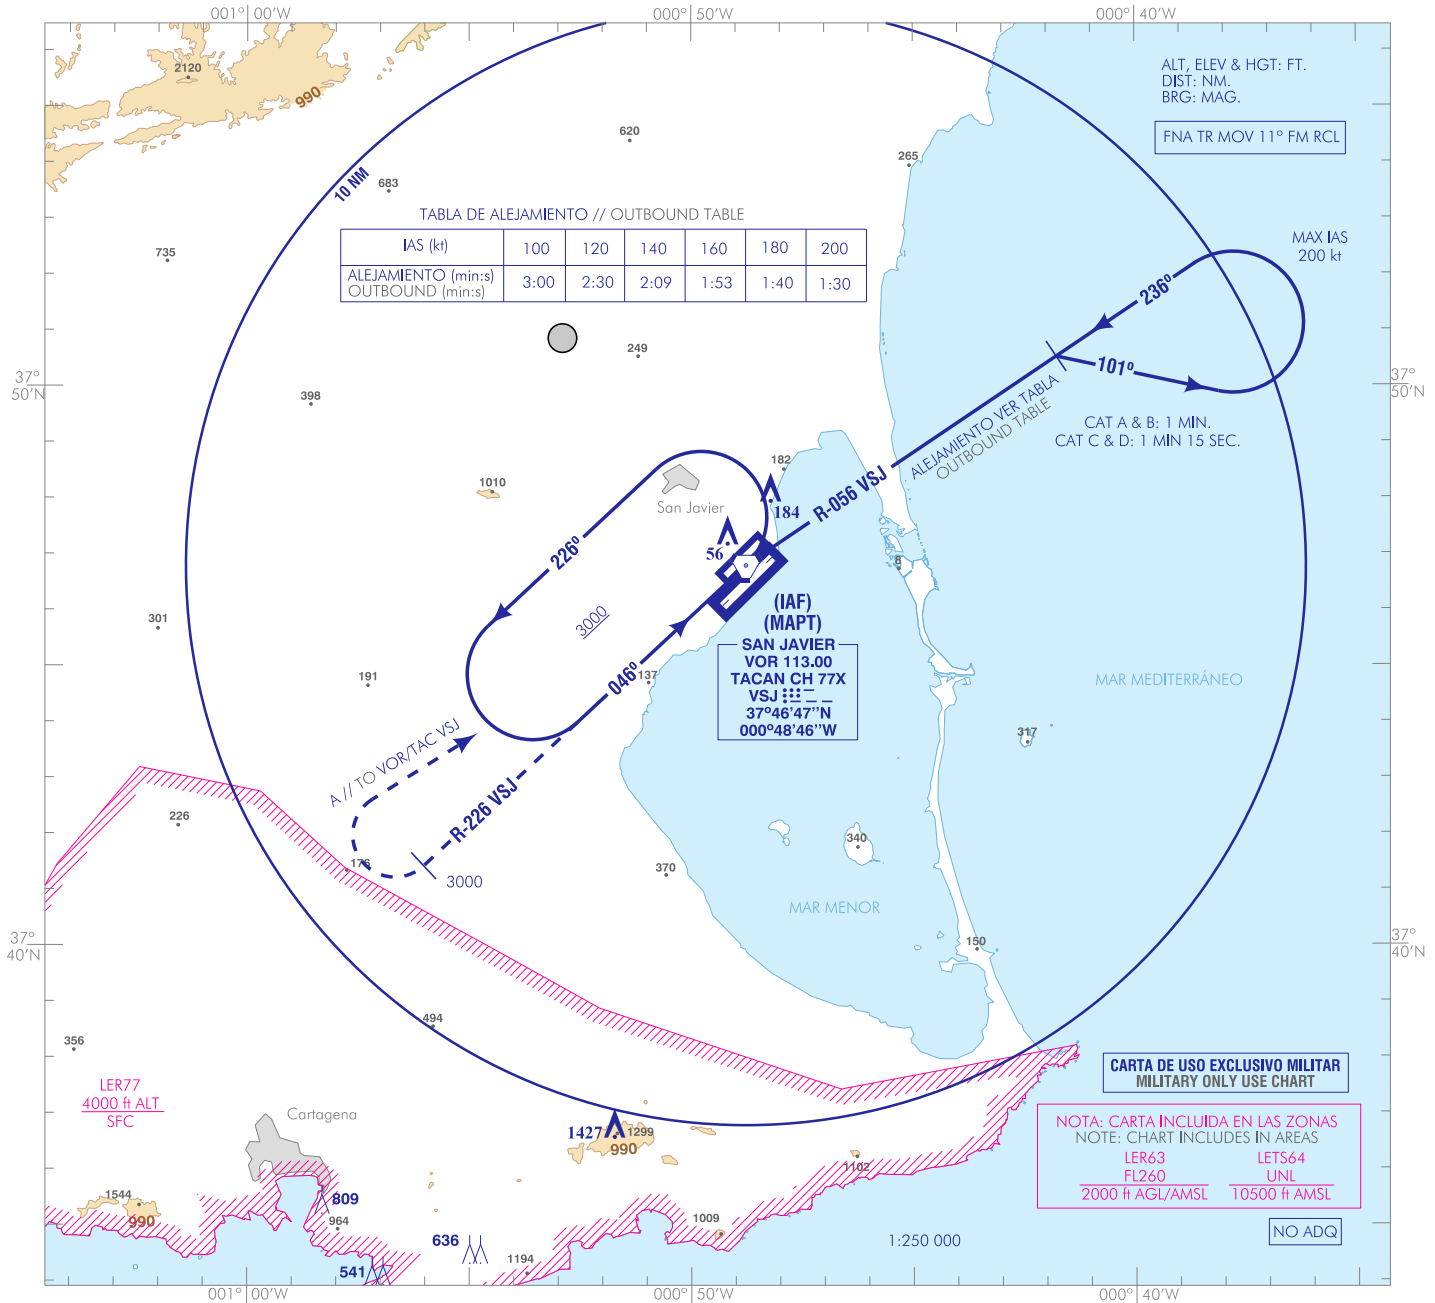 001° 00'W
000° 50'W
000° 40'W
ALT, ELEV & HGT: FT.
DIST: NM.
BRG: MAG.
FNA TR MOV 11° FM RCL
2120
990
620
265
10 NM
683
TABLA DE ALEJAMIENTO // OUTBOUND TABLE
IAS (kt) 100 120 140 160 180 200
ALEJAMIENTO (min:s)
OUTBOUND (min:s)
3:00 2:30 2:09 1:53 1:40 1:30
735
MAX IAS
200 kt
236°
249
101°
37°
50'N
37°
50'N
398
ALEJAMIENTO VER TABLA
OUTBOUND TABLE
CAT A & B: 1 MIN.
CAT C & D: 1 MIN 15 SEC.
182
1010
San Javier
184
R-056 VSJ
226°
56
8
3000
(IAF)
(MAPT)
SAN JAVIER
VOR 113.00
TACAN CH 77X
VSJ
37°46'47''N
000°48'46''W
301
191
046°
137
MAR MEDITERRÁNEO
317
A // TO VOR/TAC VSJ
R-226 VSJ
226
176
3000
340
370
MAR MENOR
37°
40'N
37°
40'N
150
494
356
LER77
4000 ft ALT
SFC
CARTA DE USO EXCLUSIVO MILITAR
MILITARY ONLY USE CHART
Cartagena
1427
1299
990
NOTA: CARTA INCLUIDA EN LAS ZONAS
NOTE: CHART INCLUDES IN AREAS
LER63 LETS64
FL260 UNL
2000 ft AGL/AMSL 10500 ft AMSL
1102
1544
990
809
964
1009
636
1:250 000
NO ADQ
541
1194
001° 00'W
000° 50'W
000° 40'W